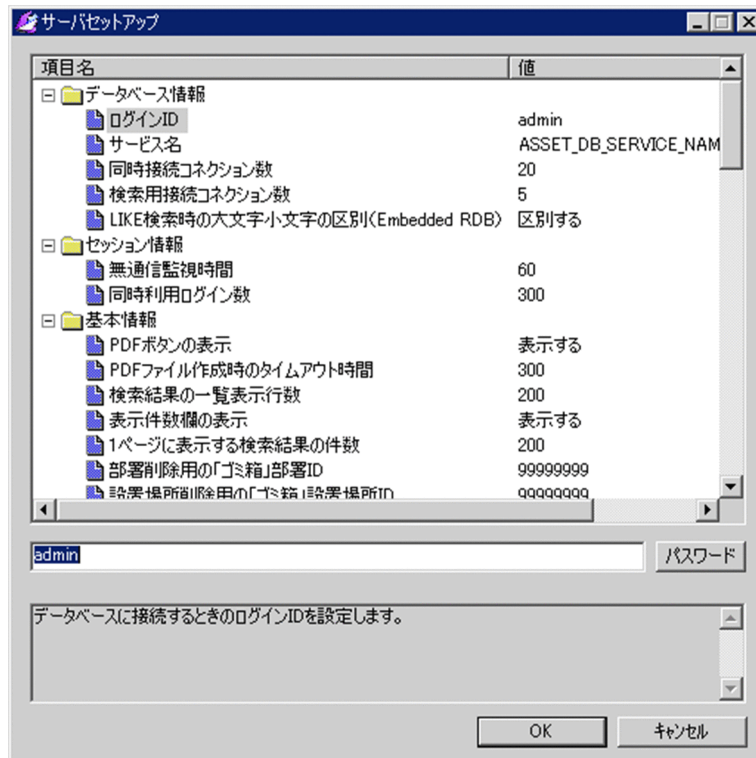 サーバセットアップ
項目名 値
データベース情報
ログインID admin
サービス名 ASSET_DB_SERVICE_NAM
同時接続コネクション数 20
検索用接続コネクション数 5
LIKE検索時の大文字小文字の区別(Embedded RDB) 区別する
セッション情報
無通信監視時間 60
同時利用ログイン数 300
基本情報
PDFボタンの表示 表示する
PDFファイル作成時のタイムアウト時間 300
検索結果の一覧表示行数 200
表示件数欄の表示 表示する
1ページに表示する検索結果の件数 200
部署削除用の「ゴミ箱」部署ID 99999999
設置場所削除用の「ゴミ箱」設置場所ID 99999999
admin パスワード
データベースに接続するときのログインIDを設定します。
OK キャンセル